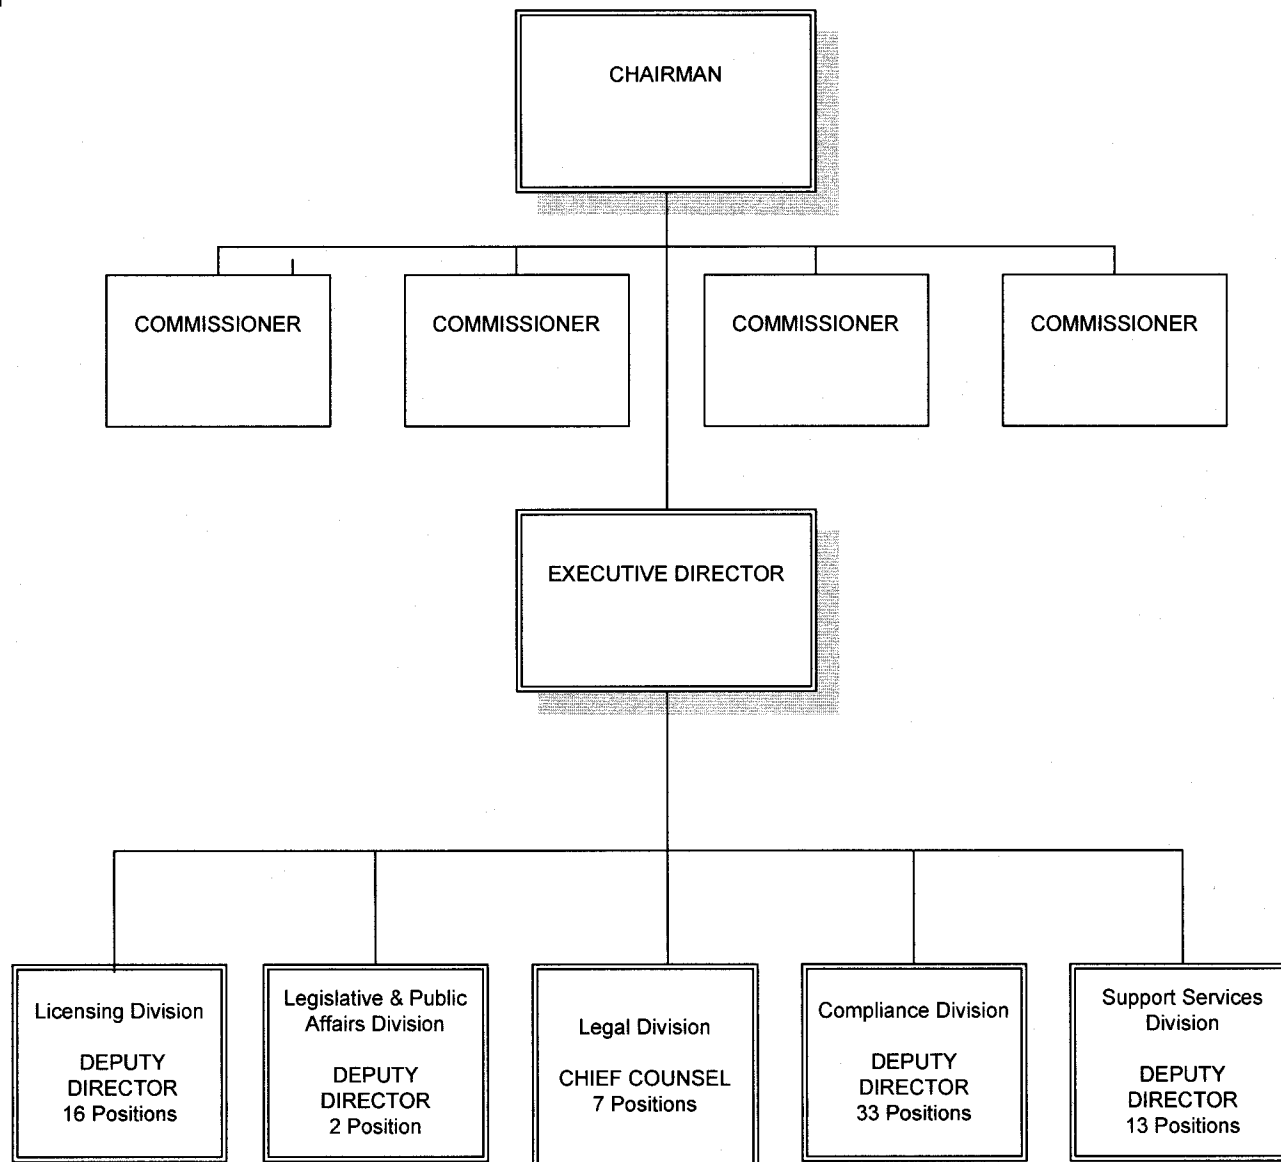 CHAIRMAN
COMMISSIONER
COMMISSIONER
COMMISSIONER
COMMISSIONER
EXECUTIVE DIRECTOR
Licensing Division
DEPUTY
DIRECTOR
16 Positions
Legislative & Public
Affairs Division
DEPUTY
DIRECTOR
2 Position
Legal Division
CHIEF COUNSEL
7 Positions
Compliance Division
DEPUTY
DIRECTOR
33 Positions
Support Services
Division
DEPUTY
DIRECTOR
13 Positions